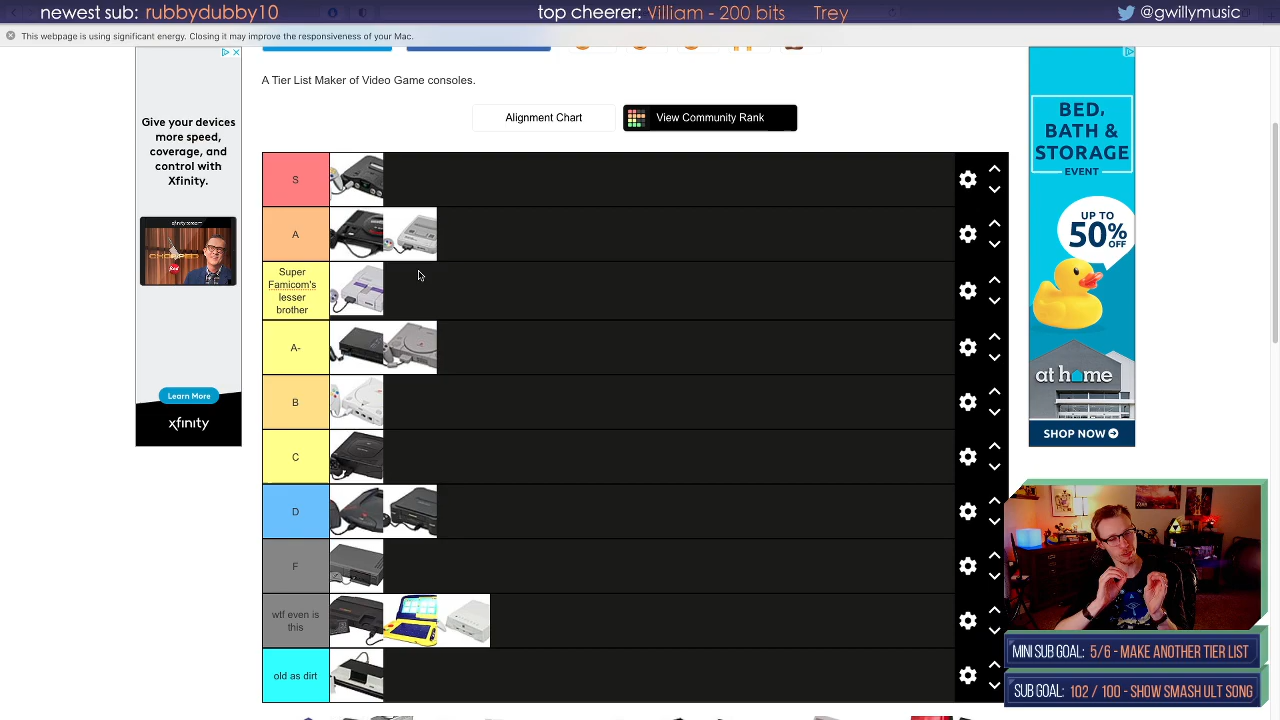 newest sub: rubbydubby10
top cheerer: Villiam - 200 bits Trey
@gwillymusic
This webpage is using significant energy. Closing it may improve the responsiveness of your Mac.
A Tier List Maker of Video Game consoles.
Alignment Chart
View Community Rank
Give your devices
more speed,
coverage, and
control with
Xfinity.
CHOPPED
Learn More
xfinity
S
A
Super
Famicom's
lesser
brother
A-
B
C
D
F
wtf even is
this
old as dirt
BED,
BATH &
STORAGE
EVENT
UP TO
50% OFF
at home
SHOP NOW
MINI SUB GOAL: 5/6 - MAKE ANOTHER TIER LIST
SUB GOAL: 102 / 100 - SHOW SMASH ULT SONG